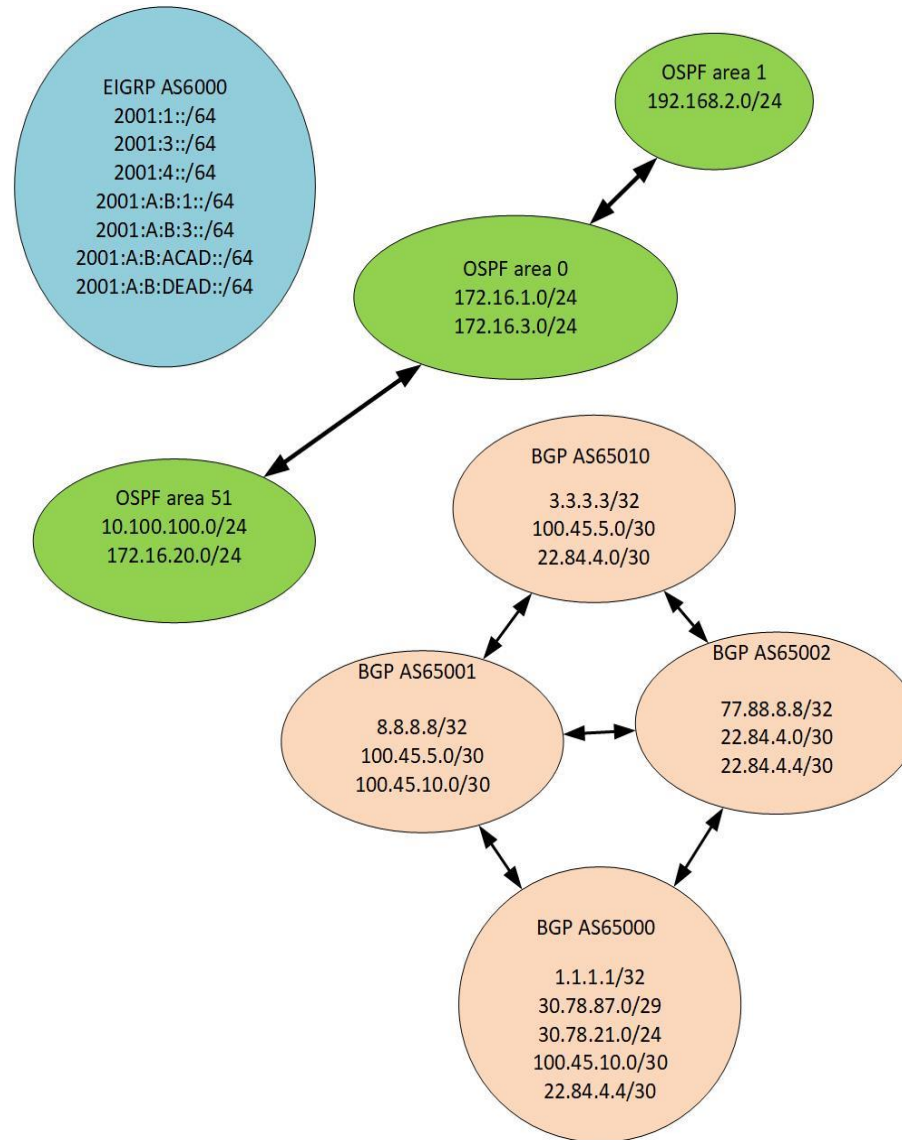 EIGRP AS6000
2001:1::/64
2001:3::/64
2001:4::/64
2001:A:B:1::/64
2001:A:B:3::/64
2001:A:B:ACAD::/64
2001:A:B:DEAD::/64
OSPF area 1
192.168.2.0/24
OSPF area 0
172.16.1.0/24
172.16.3.0/24
OSPF area 51
10.100.100.0/24
172.16.20.0/24
BGP AS65010
3.3.3.3/32
100.45.5.0/30
22.84.4.0/30
BGP AS65001
8.8.8.8/32
100.45.5.0/30
100.45.10.0/30
BGP AS65002
77.88.8.8/32
22.84.4.0/30
22.84.4.4/30
BGP AS65000
1.1.1.1/32
30.78.87.0/29
30.78.21.0/24
100.45.10.0/30
22.84.4.4/30